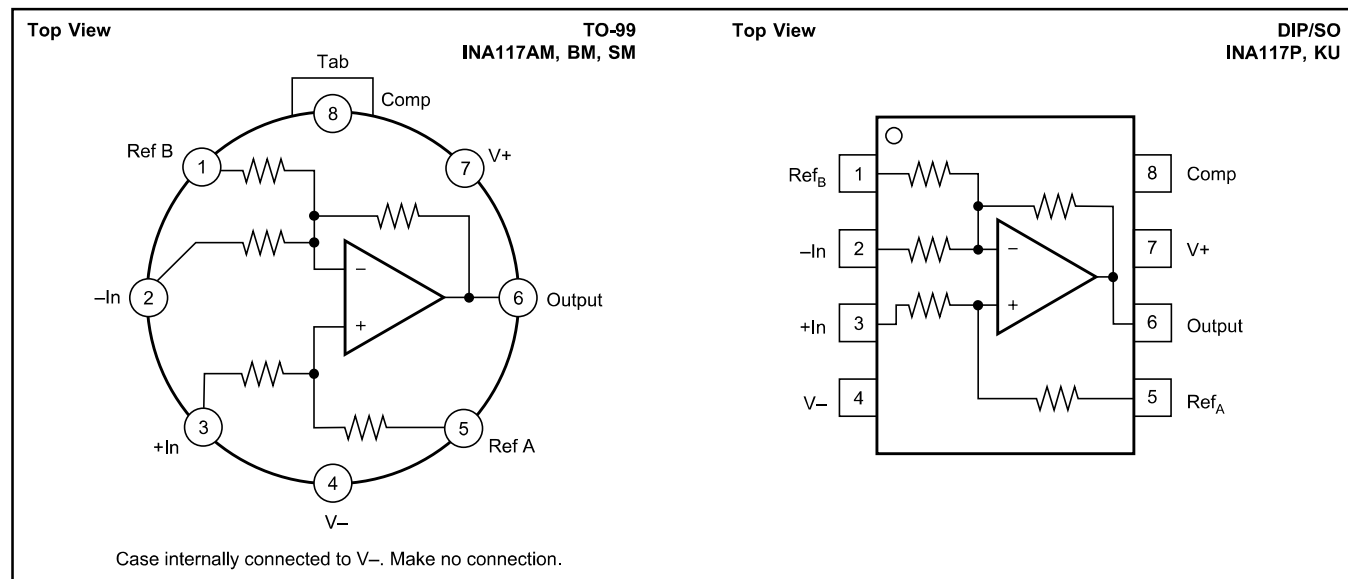 Top View
TO-99
INA117AM, BM, SM
Tab
Comp
8
Ref B
1
7
V+
–In
2
–
+
6
Output
3
+In
5
Ref A
4
V–
Case internally connected to V–. Make no connection.
Top View
DIP/SO
INA117P, KU
RefB
1
8
Comp
–In
2
–
7
V+
+In
3
+
6
Output
V–
4
5
RefA